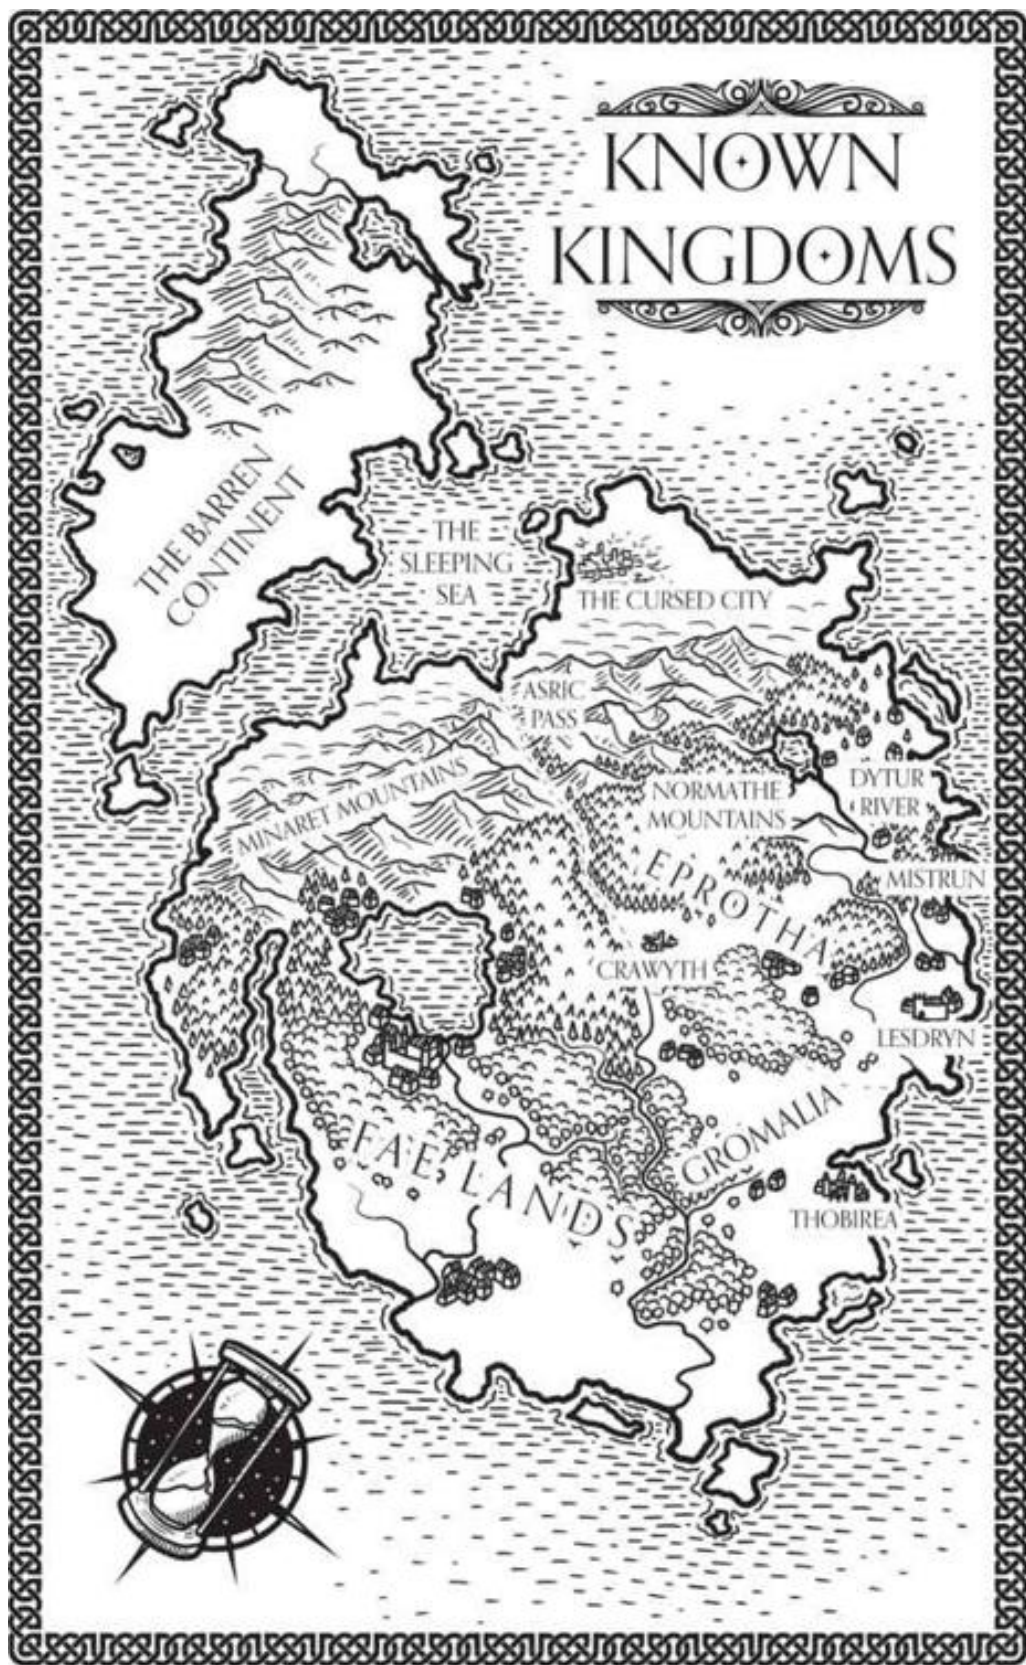 KNOWN
KINGDOMS
THE BARREN
CONTINENT
THE
SLEEPING
SEA
THE CURSED CITY
ASRIC
PASS
MINARET MOUNTAINS
NORMATHE
MOUNTAINS
DYTUR
RIVER
MISTRUN
EPROTHA
CRAWYTH
LESDRYN
GROMALIA
FAE LANDS
THOBIREA